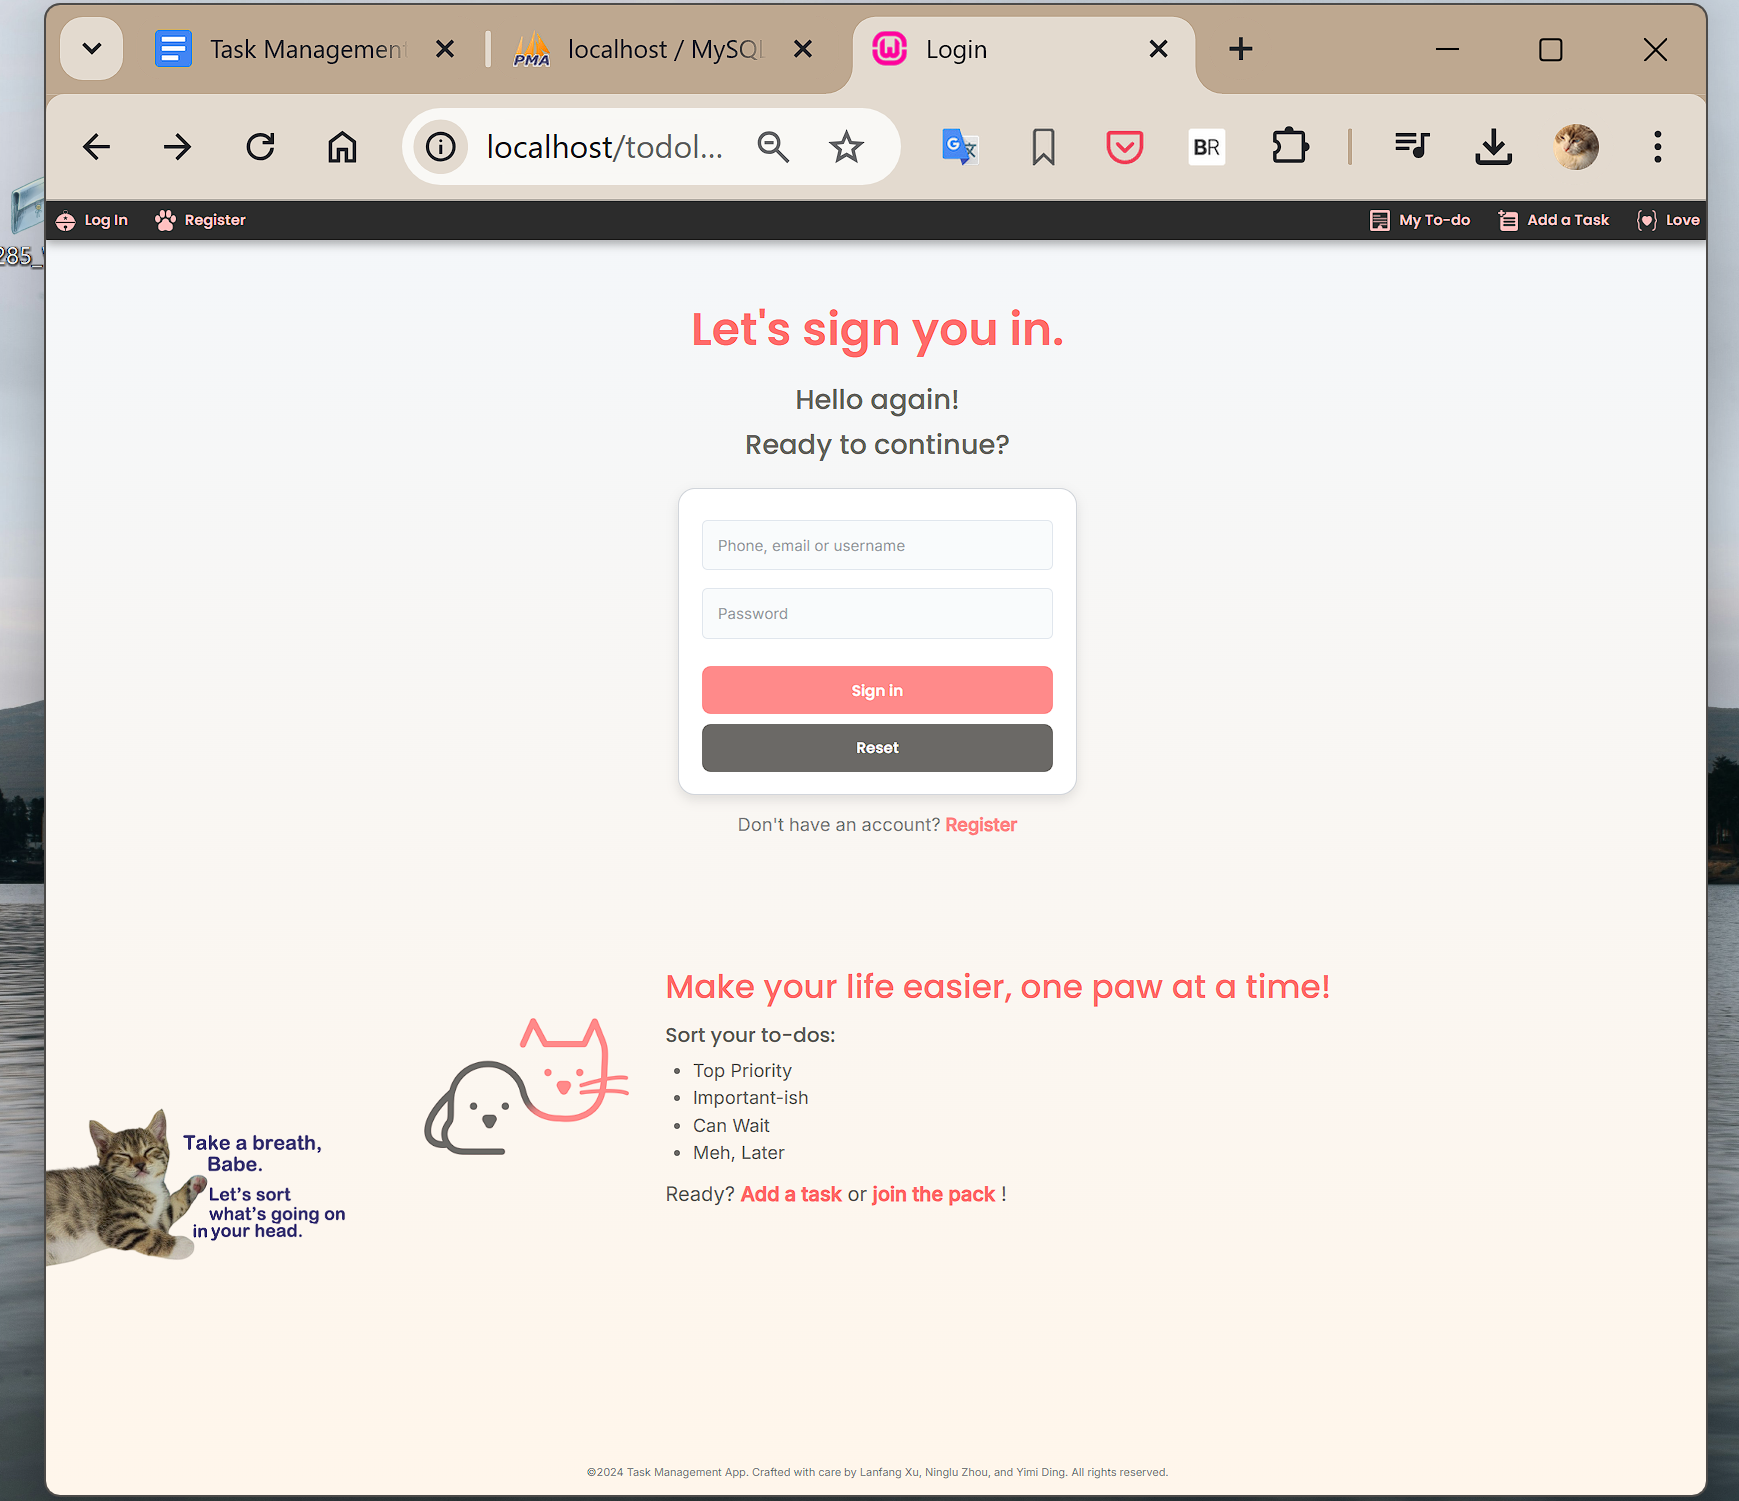 Task Management
localhost / MySQL
Login
localhost/todol...
BR
Log In
Register
My To-do
Add a Task
Love
285_
Let's sign you in.
Hello again!
Ready to continue?
Phone, email or username
Password
Sign in
Reset
Don't have an account? Register
Make your life easier, one paw at a time!
Sort your to-dos:
Top Priority
Important-ish
Can Wait
Meh, Later
Ready? Add a task or join the pack !
Take a breath,
Babe.
Let's sort
what's going on
in your head.
©2024 Task Management App. Crafted with care by Lanfang Xu, Ninglu Zhou, and Yimi Ding. All rights reserved.